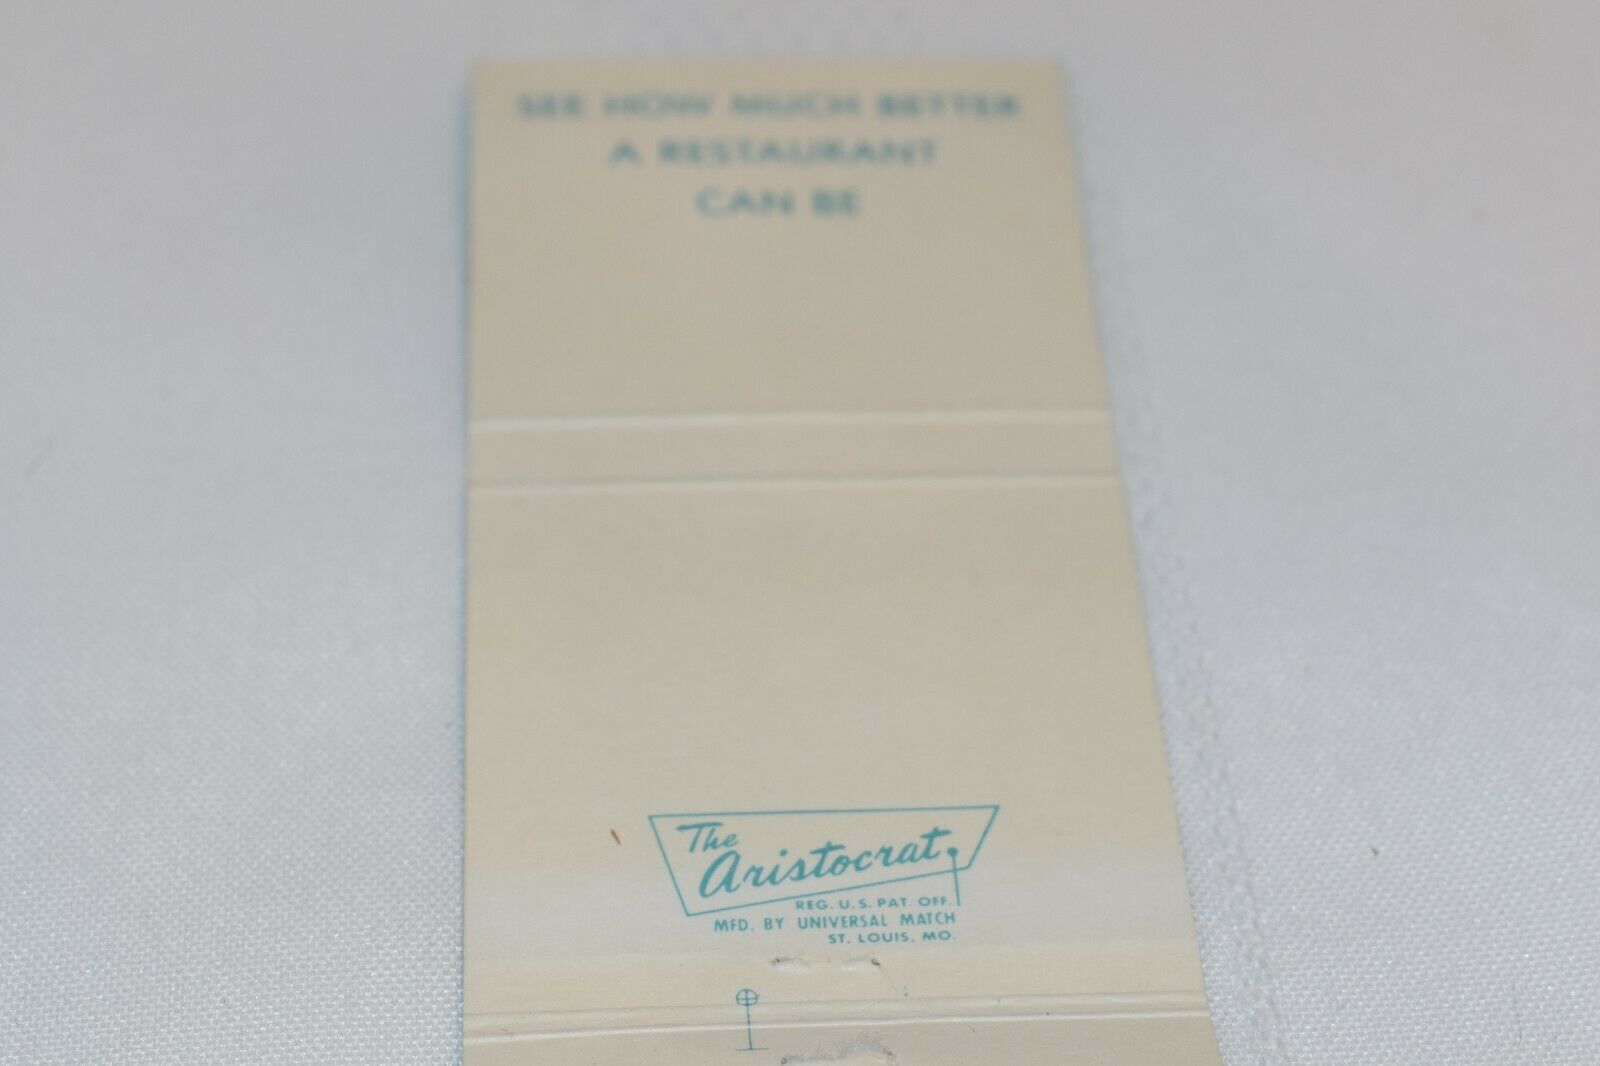 SEE HOW MUCH BETTER
A RESTAURANT
CAN BE
The
Aristocrat
REG. U.S. PAT. OFF.
MFD. BY UNIVERSAL MATCH
ST. LOUIS, MO.